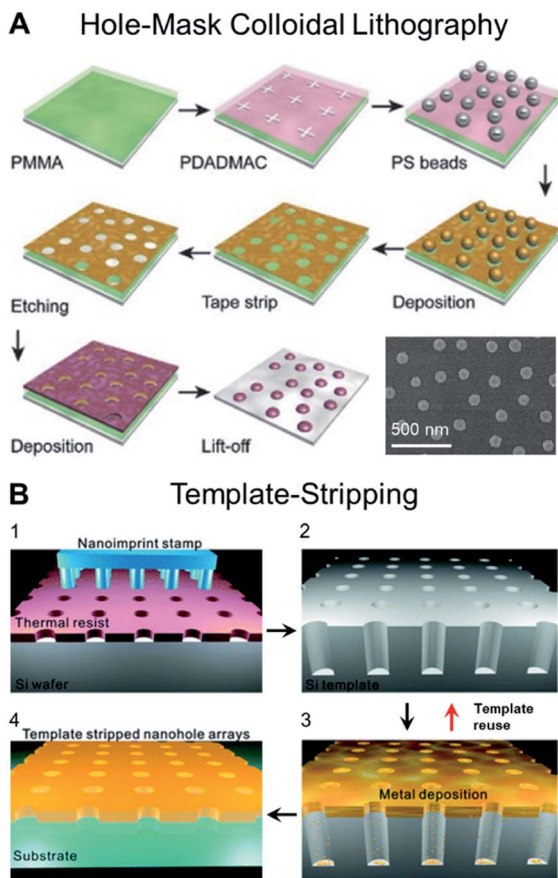 A Hole-Mask Colloidal Lithography
PMMA
PDADMAC
PS beads
Etching
Tape strip
Deposition
Deposition
Lift-off
500 nm
B Template-Stripping
1
Nanoimprint stamp
Thermal resist
Si wafer
2
Si template
Template
reuse
4
Template stripped nanohole arrays
Substrate
3
Metal deposition